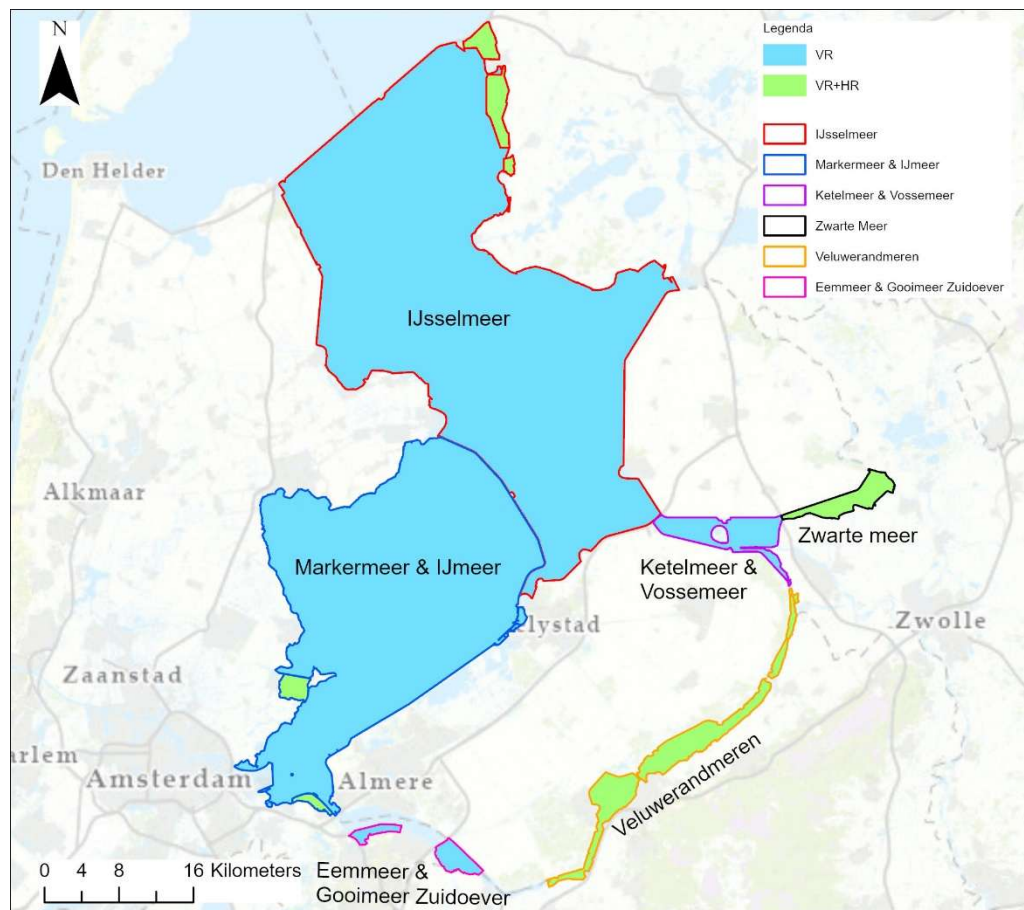 N
Legenda
VR
VR+HR
IJsselmeer
Markermeer & IJmeer
Ketelmeer & Vossemeer
Zwarte Meer
Veluwerandmeren
Eemmeer & Gooimeer Zuidoever
Den Helder
IJsselmeer
Alkmaar
Markermeer & IJmeer
Ketelmeer &
Vossemeer
Zwarte meer
elystad
Zwolle
Zaanstad
arlem
Amsterdam
Almere
Veluwerandmeren
Eemmeer &
Gooimeer Zuidoever
0 4 8 16 Kilometers